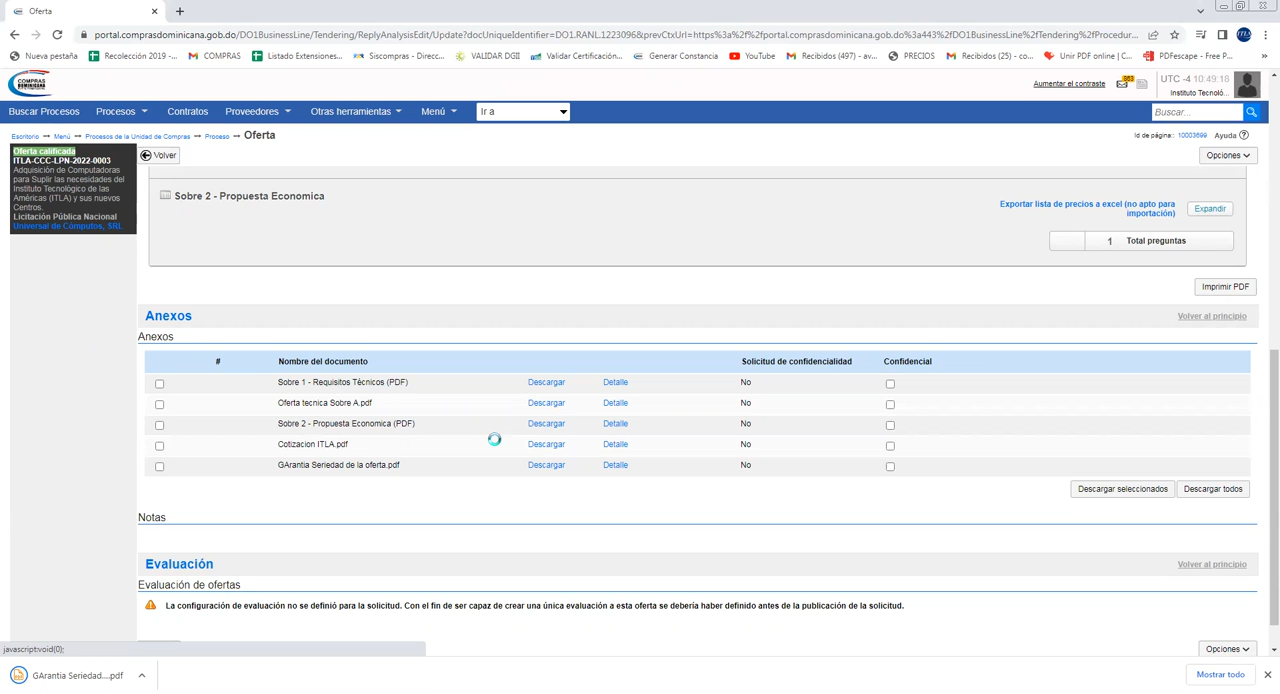 Oferta
portal.comprasdominicana.gob.do/DO1BusinessLine/Tendering/ReplyAnalysisEdit/Update?docUniqueIdentifier=DO1.RANL.1223096&prevCtxUrl=https%3a%2f%2fportal.comprasdominicana.gob.do%3a443%2fDO1BusinessLine%2fTendering%2fProcedur...
Nueva pestaña Recolección 2019 -... COMPRAS Listado Extensiones... Siscompras - Direcc... VALIDAR DGII Validar Certificación... Generar Constancia YouTube Recibidos (497) - av... PRECIOS Recibidos (25) - co... Unir PDF online | C... PDFescape - Free P... »
COMPRAS
DOMINICANA
Aumentar el contraste 863 UTC -4 10:49:18
Instituto Tecnoló...
Buscar Procesos Procesos Contratos Proveedores Otras herramientas Menú Ir a Buscar...
Escritorio → Menú → Procesos de la Unidad de Compras → Proceso → Oferta Id de página:: 10003699 Ayuda ?
Oferta calificada
ITLA-CCC-LPN-2022-0003
Adquisición de Computadoras
para Suplir las necesidades del
Instituto Tecnológico de las
Américas (ITLA) y sus nuevos
Centros.
Licitación Pública Nacional
Universal de Cómputos, SRL
Volver Opciones
Sobre 2 - Propuesta Economica
Exportar lista de precios a excel (no apto para
importación) Expandir
1 Total preguntas
Imprimir PDF
Anexos Volver al principio
Anexos
# Nombre del documento Solicitud de confidencialidad Confidencial
Sobre 1 - Requisitos Técnicos (PDF) Descargar Detalle No
Oferta tecnica Sobre A.pdf Descargar Detalle No
Sobre 2 - Propuesta Economica (PDF) Descargar Detalle No
Cotizacion ITLA.pdf Descargar Detalle No
GArantia Seriedad de la oferta.pdf Descargar Detalle No
Descargar seleccionados Descargar todos
Notas
Evaluación Volver al principio
Evaluación de ofertas
La configuración de evaluación no se definió para la solicitud. Con el fin de ser capaz de crear una única evaluación a esta oferta se debería haber definido antes de la publicación de la solicitud.
javascript:void(0); Opciones
GArantia Seriedad....pdf Mostrar todo